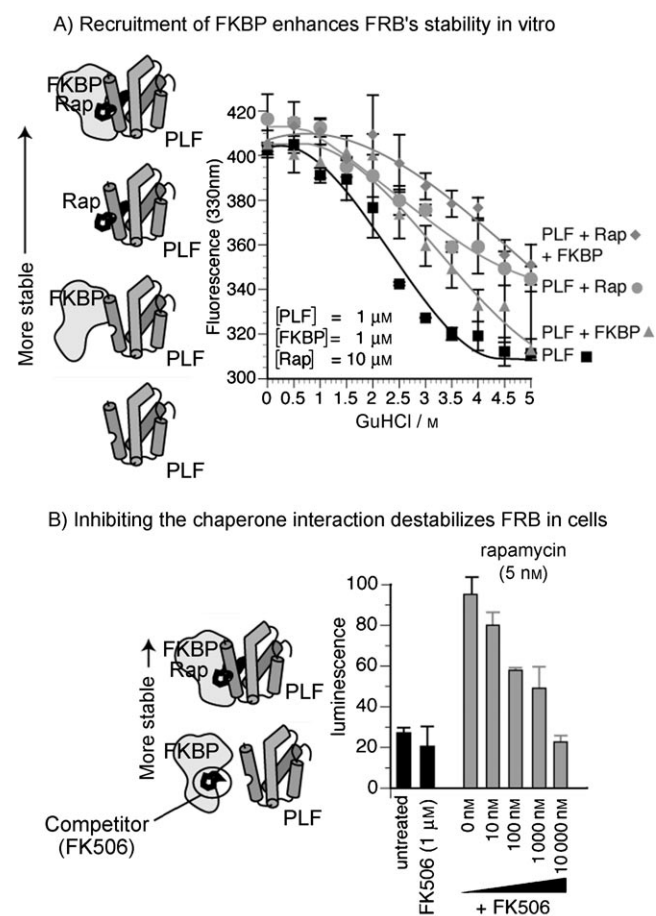 A) Recruitment of FKBP enhances FRB's stability in vitro
More stable
FKBP
Rap
PLF
Rap
PLF
FKBP
PLF
PLF
Fluorescence (330nm)
420
400
380
360
340
320
300
[PLF] = 1 µM
[FKBP] = 1 µM
[Rap] = 10 µM
0 0.5 1 1.5 2 2.5 3 3.5 4 4.5 5
GuHCl / M
PLF + Rap
+ FKBP
PLF + Rap
PLF + FKBP
PLF
B) Inhibiting the chaperone interaction destabilizes FRB in cells
More stable
FKBP
Rap
PLF
FKBP
PLF
Competitor
(FK506)
rapamycin
(5 nM)
luminescence
100
80
60
40
20
0
untreated
FK506 (1 µM)
0 nM
10 nM
100 nM
1000 nM
10000 nM
+ FK506